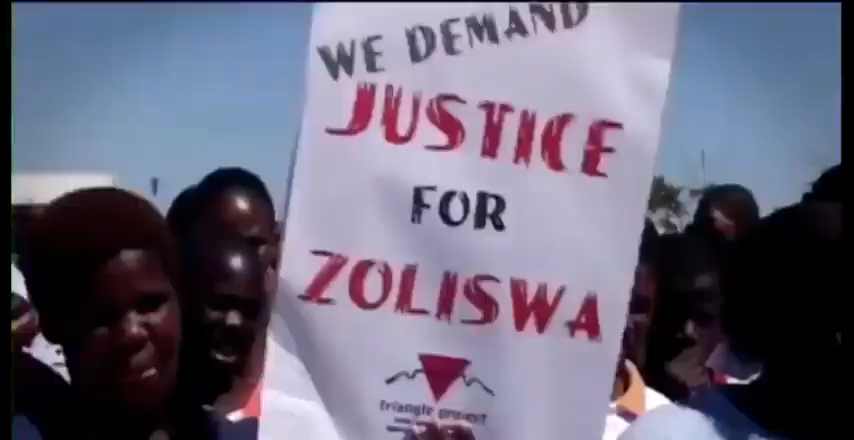 WE DEMAND
JUSTICE
FOR
ZOLISWA
triangle project